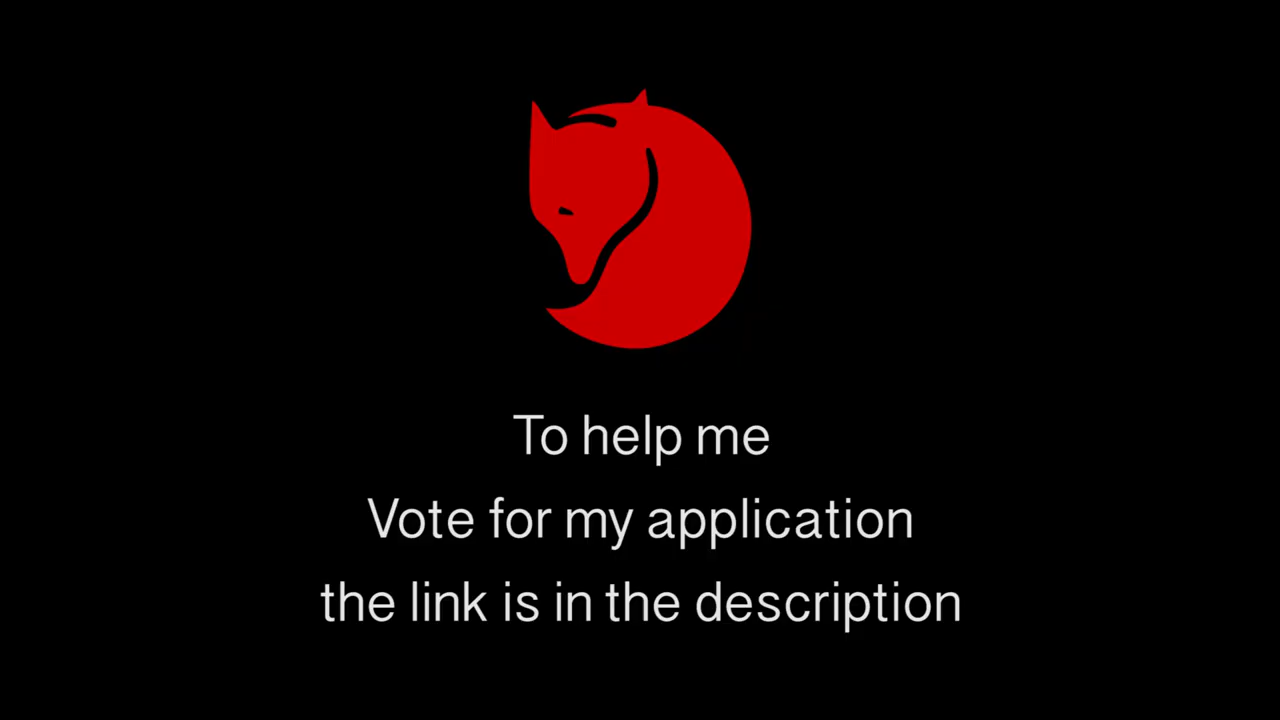 To help me
Vote for my application
the link is in the description